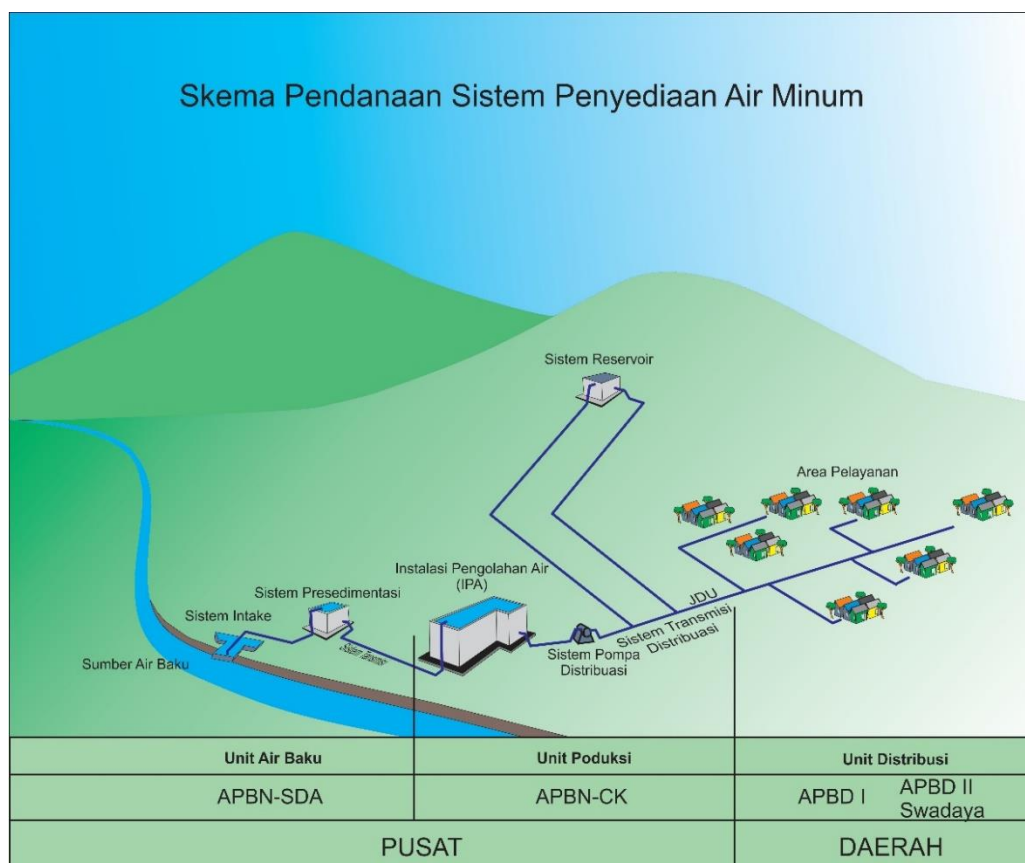 Skema Pendanaan Sistem Penyediaan Air Minum
Sistem Reservoir
Area Pelayanan
Instalasi Pengolahan Air
(IPA)
Sistem Presedimentasi
Sistem Intake
Sumber Air Baku
Sistem
JDU
Sistem Transmisi
Distribuasi
Sistem Pompa
Distribuasi
Unit Air Baku
Unit Poduksi
Unit Distribusi
APBN-SDA
APBN-CK
APBD I
APBD II
Swadaya
PUSAT
DAERAH